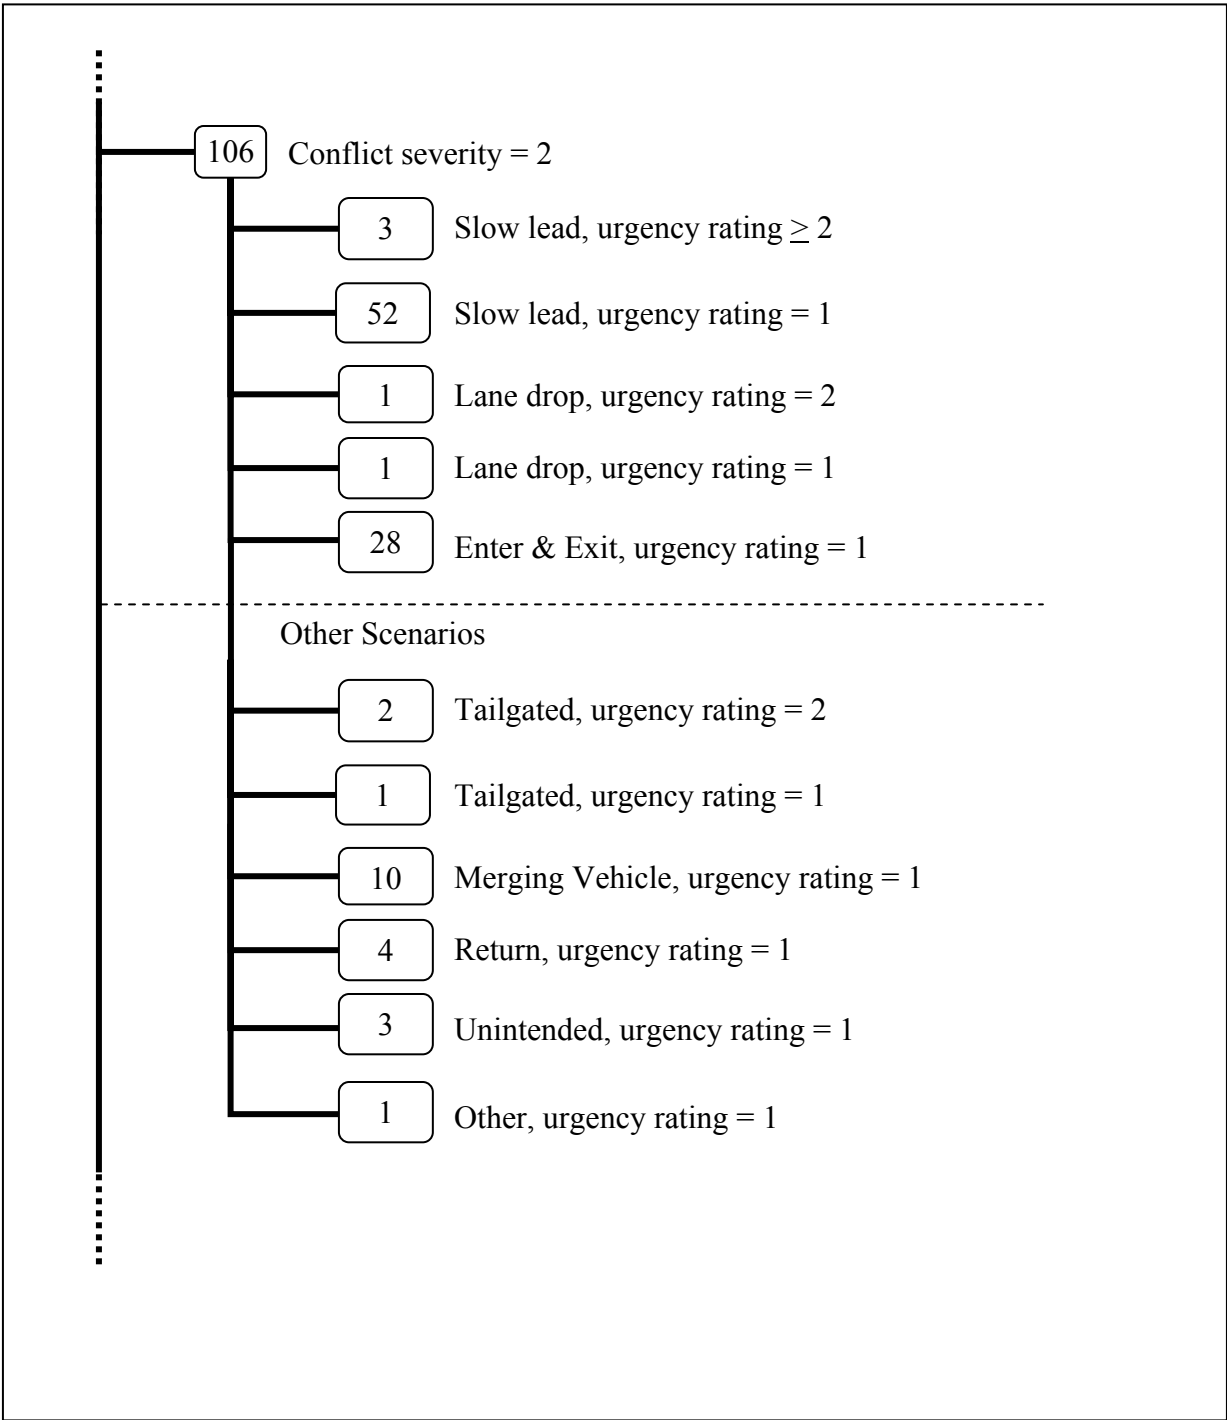 106 Conflict severity = 2
3 Slow lead, urgency rating ≥ 2
52 Slow lead, urgency rating = 1
1 Lane drop, urgency rating = 2
1 Lane drop, urgency rating = 1
28 Enter & Exit, urgency rating = 1
Other Scenarios
2 Tailgated, urgency rating = 2
1 Tailgated, urgency rating = 1
10 Merging Vehicle, urgency rating = 1
4 Return, urgency rating = 1
3 Unintended, urgency rating = 1
1 Other, urgency rating = 1